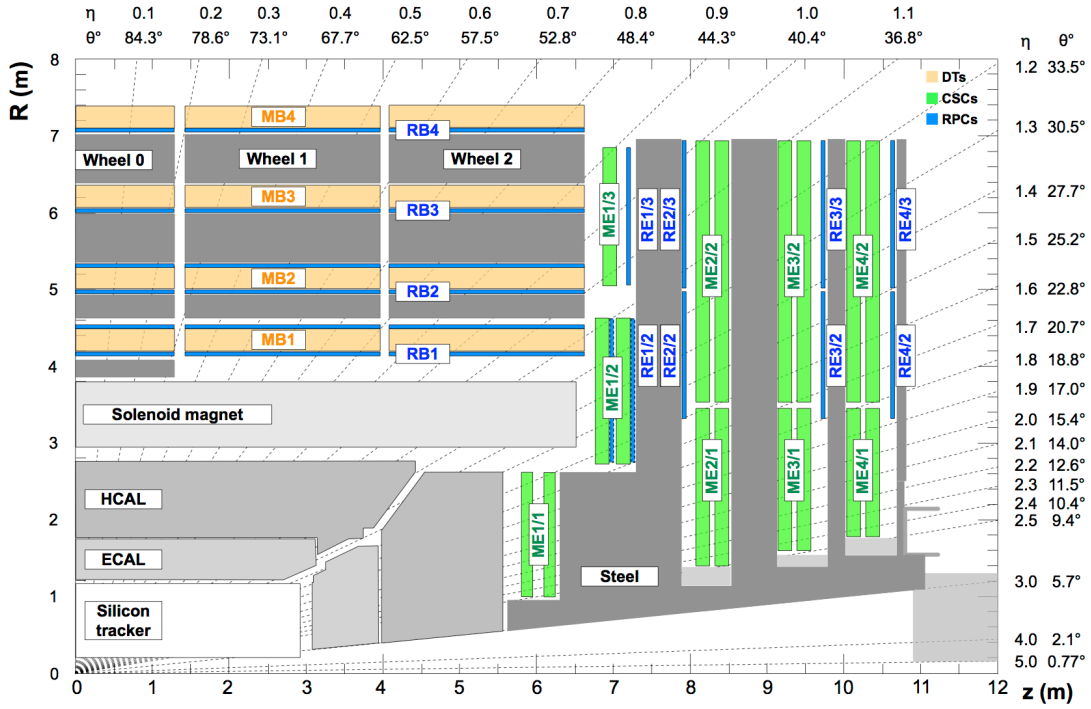 η 0.1 0.2 0.3 0.4 0.5 0.6 0.7 0.8 0.9 1.0 1.1
θ° 84.3° 78.6° 73.1° 67.7° 62.5° 57.5° 52.8° 48.4° 44.3° 40.4° 36.8° η θ°
R (m)
8
7
6
5
4
3
2
1
0
1.2 33.5°
1.3 30.5°
1.4 27.7°
1.5 25.2°
1.6 22.8°
1.7 20.7°
1.8 18.8°
1.9 17.0°
2.0 15.4°
2.1 14.0°
2.2 12.6°
2.3 11.5°
2.4 10.4°
2.5 9.4°
3.0 5.7°
4.0 2.1°
5.0 0.77°
DTs
CSCs
RPCs
MB4
RB4
Wheel 0 Wheel 1 Wheel 2
MB3
RB3
MB2
RB2
MB1
RB1
Solenoid magnet
HCAL
ECAL
Silicon
tracker
Steel
ME1/3
RE1/3
RE2/3
ME2/2
ME3/2
RE3/3
ME4/2
RE4/3
ME1/2
RE1/2
RE2/2
RE3/2
RE4/2
ME1/1
ME2/1
ME3/1
ME4/1
0 1 2 3 4 5 6 7 8 9 10 11 12 z (m)